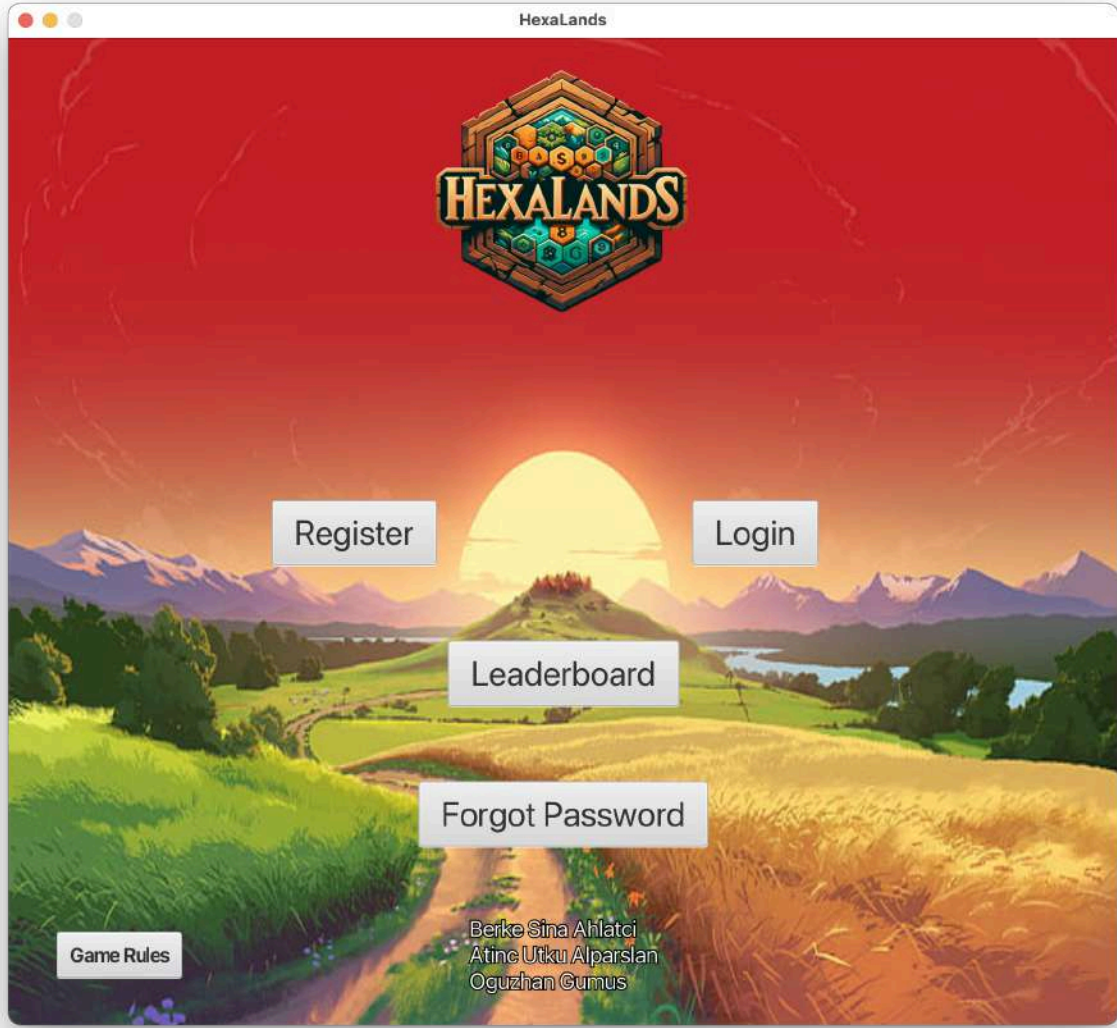 HexaLands
HEXALANDS
Register
Login
Leaderboard
Forgot Password
Game Rules
Berke Sina Ahlatci
Atinc Utku Alparslan
Oguzhan Gumus